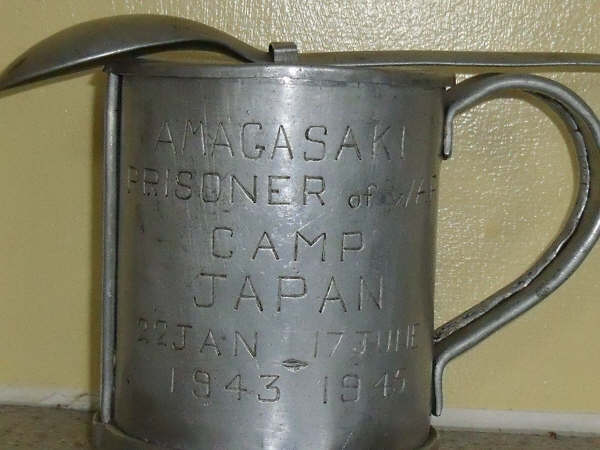 AMAGASAKI
PRISONER of WAR
CAMP
JAPAN
22 JAN - 17 JUNE
1943 1945